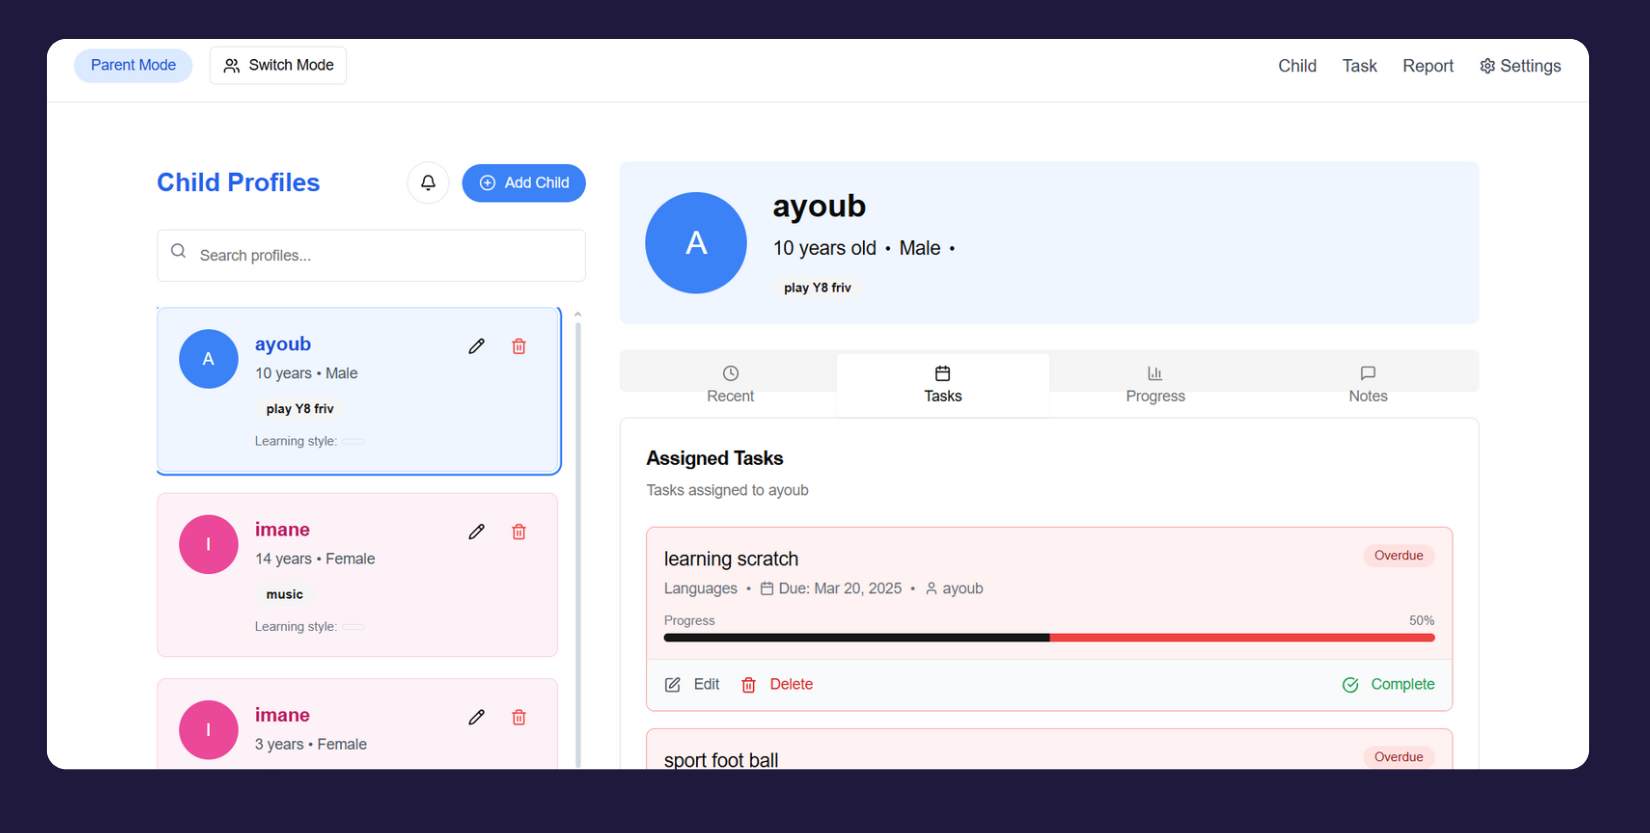 Parent Mode
Switch Mode
Child
Task
Report
Settings
Child Profiles
Add Child
Search profiles...
A
ayoub
10 years • Male
play Y8 friv
Learning style:
I
imane
14 years • Female
music
Learning style:
I
imane
3 years • Female
A
ayoub
10 years old • Male •
play Y8 friv
Recent
Tasks
Progress
Notes
Assigned Tasks
Tasks assigned to ayoub
learning scratch
Overdue
Languages • Due: Mar 20, 2025 • ayoub
Progress
50%
Edit
Delete
Complete
sport foot ball
Overdue